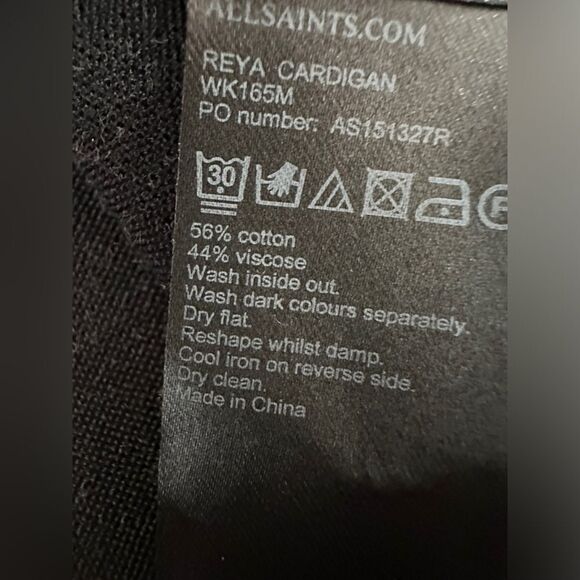 ALLSAINTS.COM
REYA CARDIGAN
WK165M
PO number: AS151327R
30
56% cotton
44% viscose
Wash inside out.
Wash dark colours separately.
Dry flat.
Reshape whilst damp.
Cool iron on reverse side.
Dry clean.
Made in China